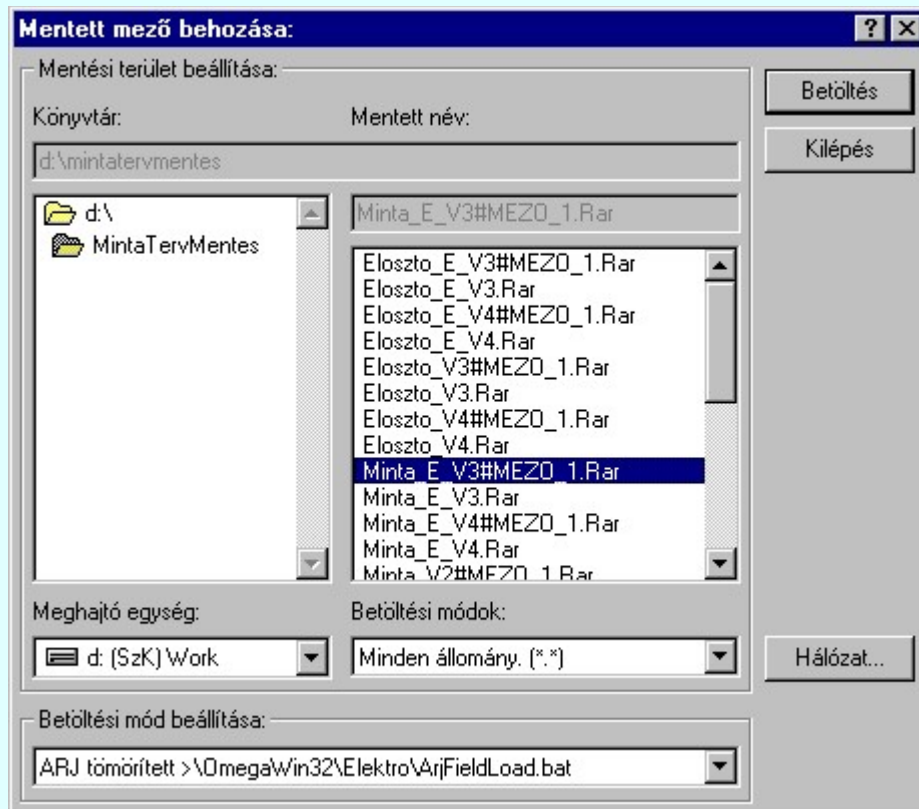 Mentett mező behozása:
Mentési terület beállítása:
Betöltés
Könyvtár:
Mentett név:
Kilépés
d:\mintatervmentes
d:\
Minta_E_V3#MEZO_1.Rar
MintaTervMentes
Eloszto_E_V3#MEZO_1.Rar
Eloszto_E_V3.Rar
Eloszto_E_V4#MEZO_1.Rar
Eloszto_E_V4.Rar
Eloszto_V3#MEZO_1.Rar
Eloszto_V3.Rar
Eloszto_V4#MEZO_1.Rar
Eloszto_V4.Rar
Minta_E_V3#MEZO_1.Rar
Minta_E_V3.Rar
Minta_E_V4#MEZO_1.Rar
Minta_E_V4.Rar
Minta_V2#MEZO_1.Rar
Meghajtó egység:
Betöltési módok:
d: (SzK) Work
Minden állomány. (*.*)
Hálózat...
Betöltési mód beállítása:
ARJ tömörített >\OmegaWin32\Elektro\ArjFieldLoad.bat